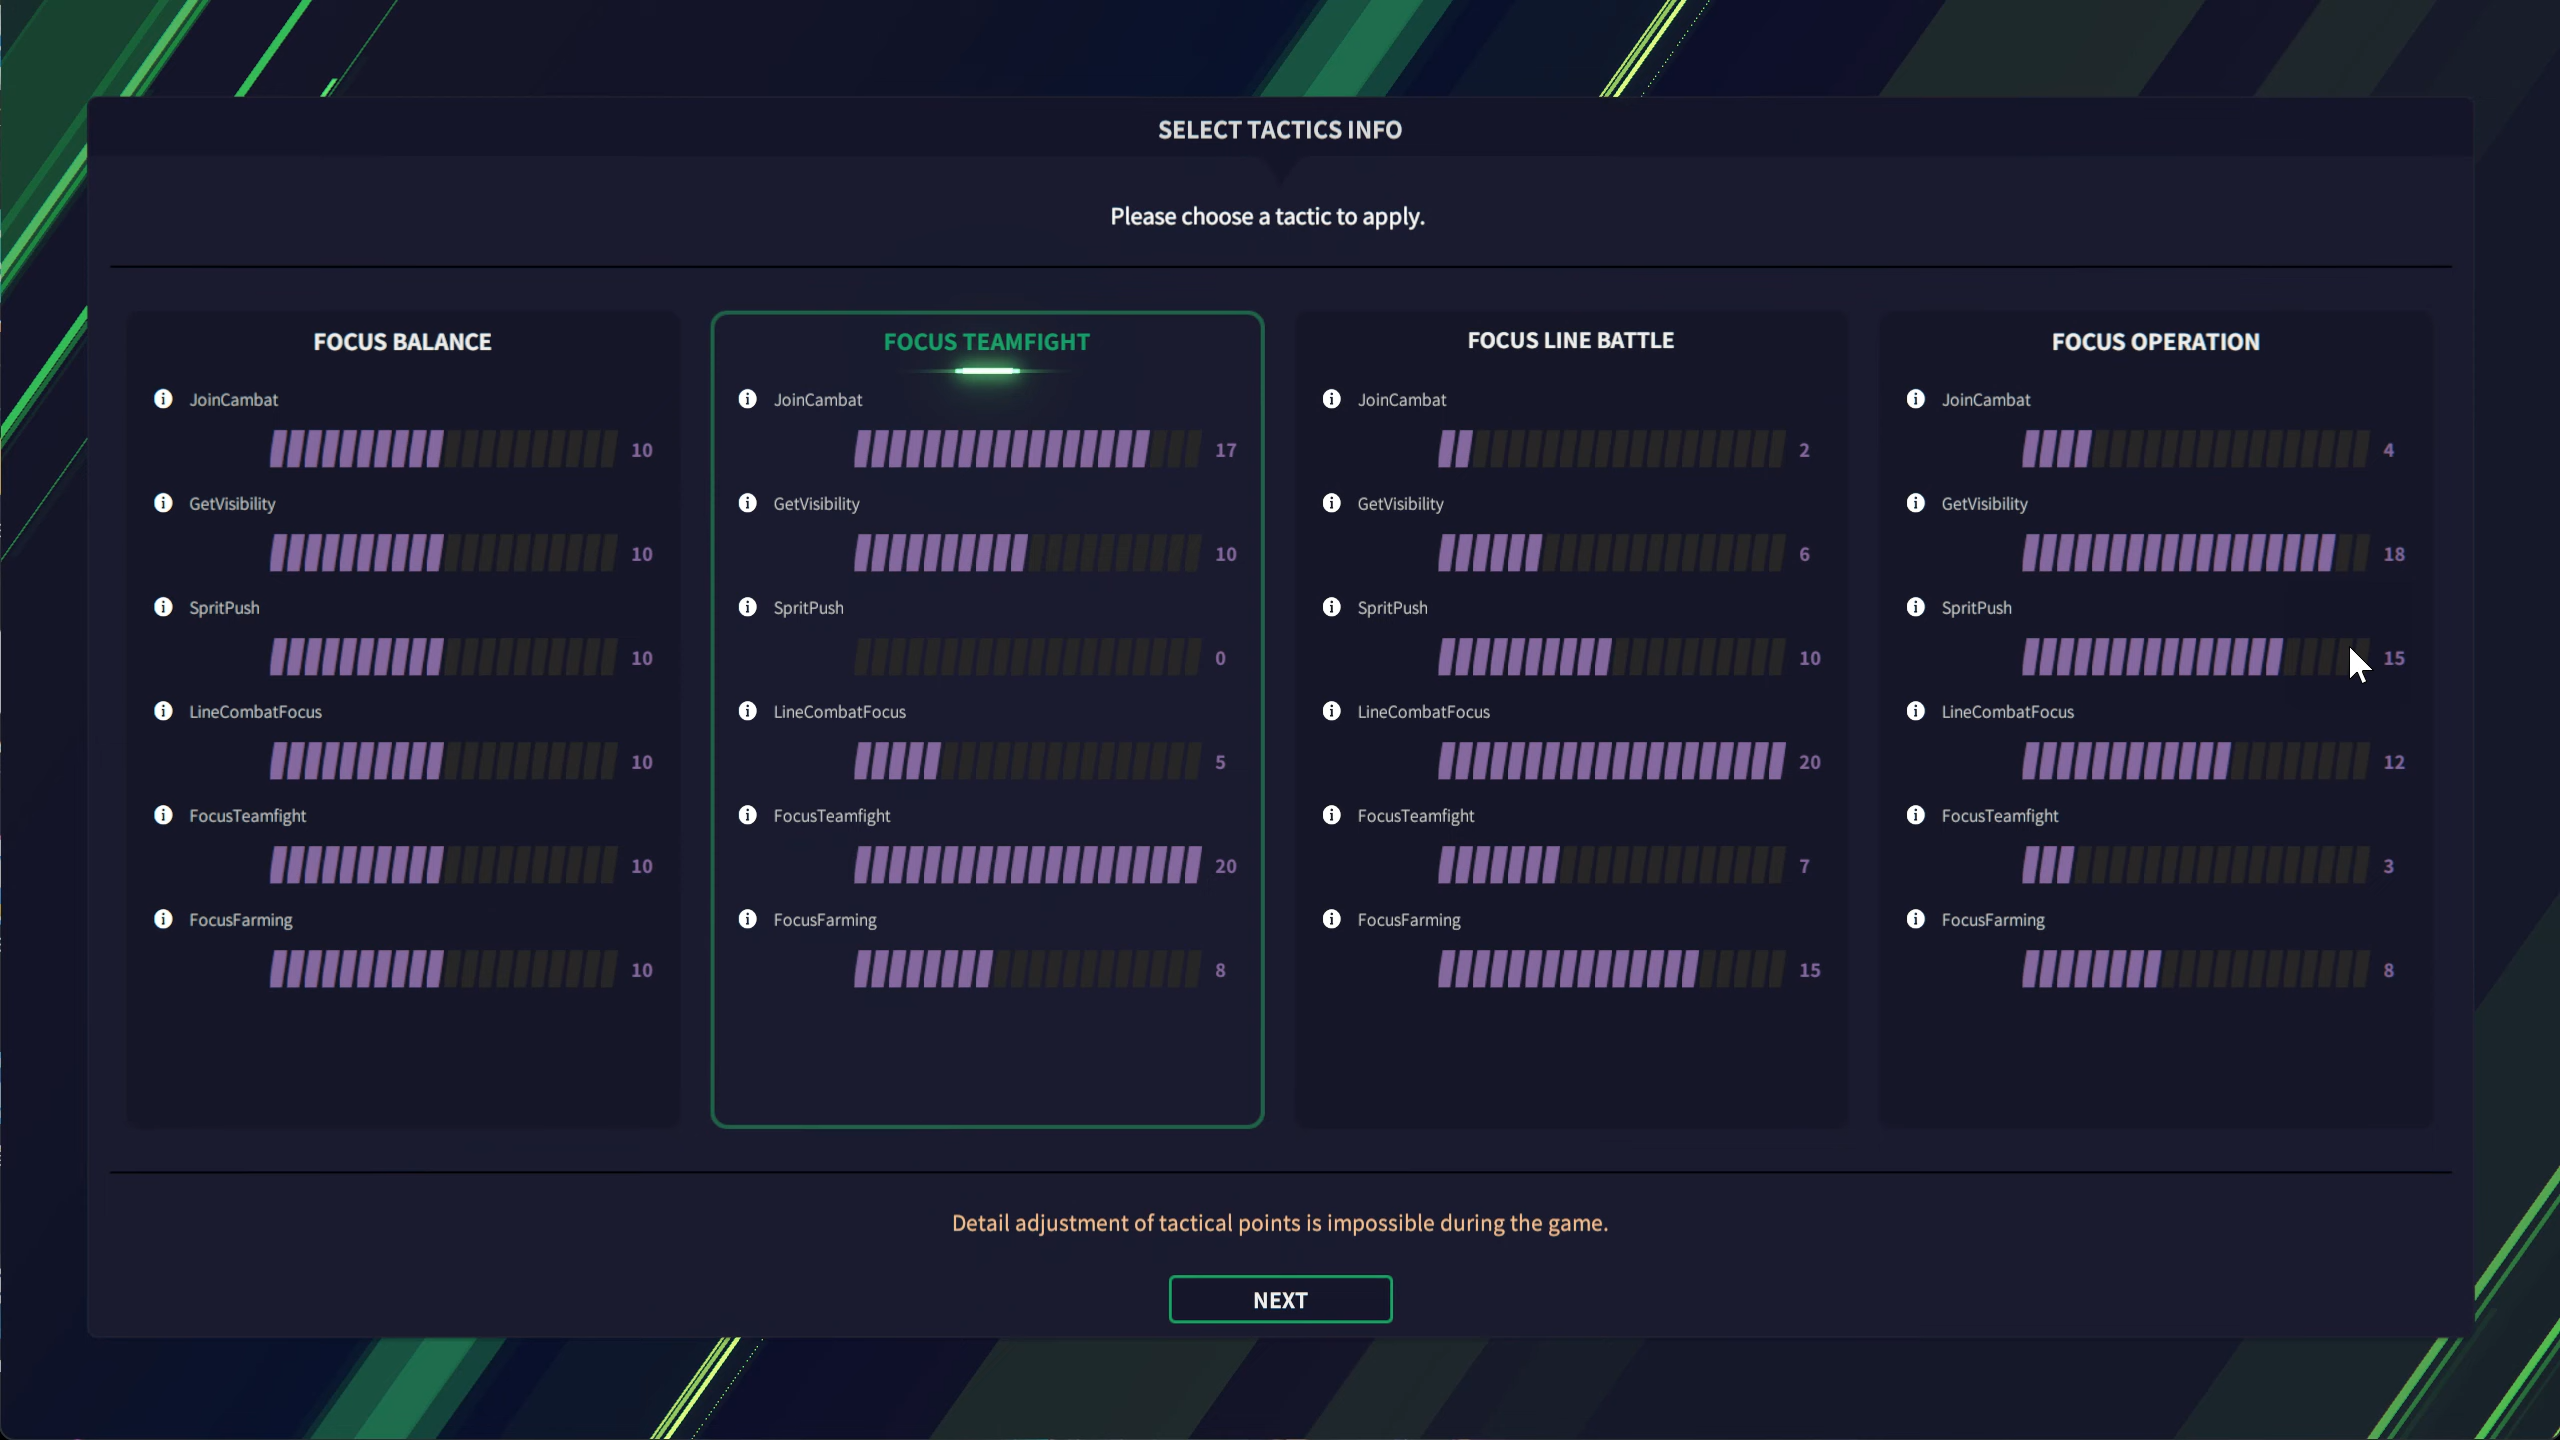 SELECT TACTICS INFO
Please choose a tactic to apply.
FOCUS BALANCE
JoinCambat
10
GetVisibility
10
SpritPush
10
LineCombatFocus
10
FocusTeamfight
10
FocusFarming
10
FOCUS TEAMFIGHT
JoinCambat
17
GetVisibility
10
SpritPush
0
LineCombatFocus
5
FocusTeamfight
20
FocusFarming
8
FOCUS LINE BATTLE
JoinCambat
2
GetVisibility
6
SpritPush
10
LineCombatFocus
20
FocusTeamfight
7
FocusFarming
15
FOCUS OPERATION
JoinCambat
4
GetVisibility
18
SpritPush
15
LineCombatFocus
12
FocusTeamfight
3
FocusFarming
8
Detail adjustment of tactical points is impossible during the game.
NEXT